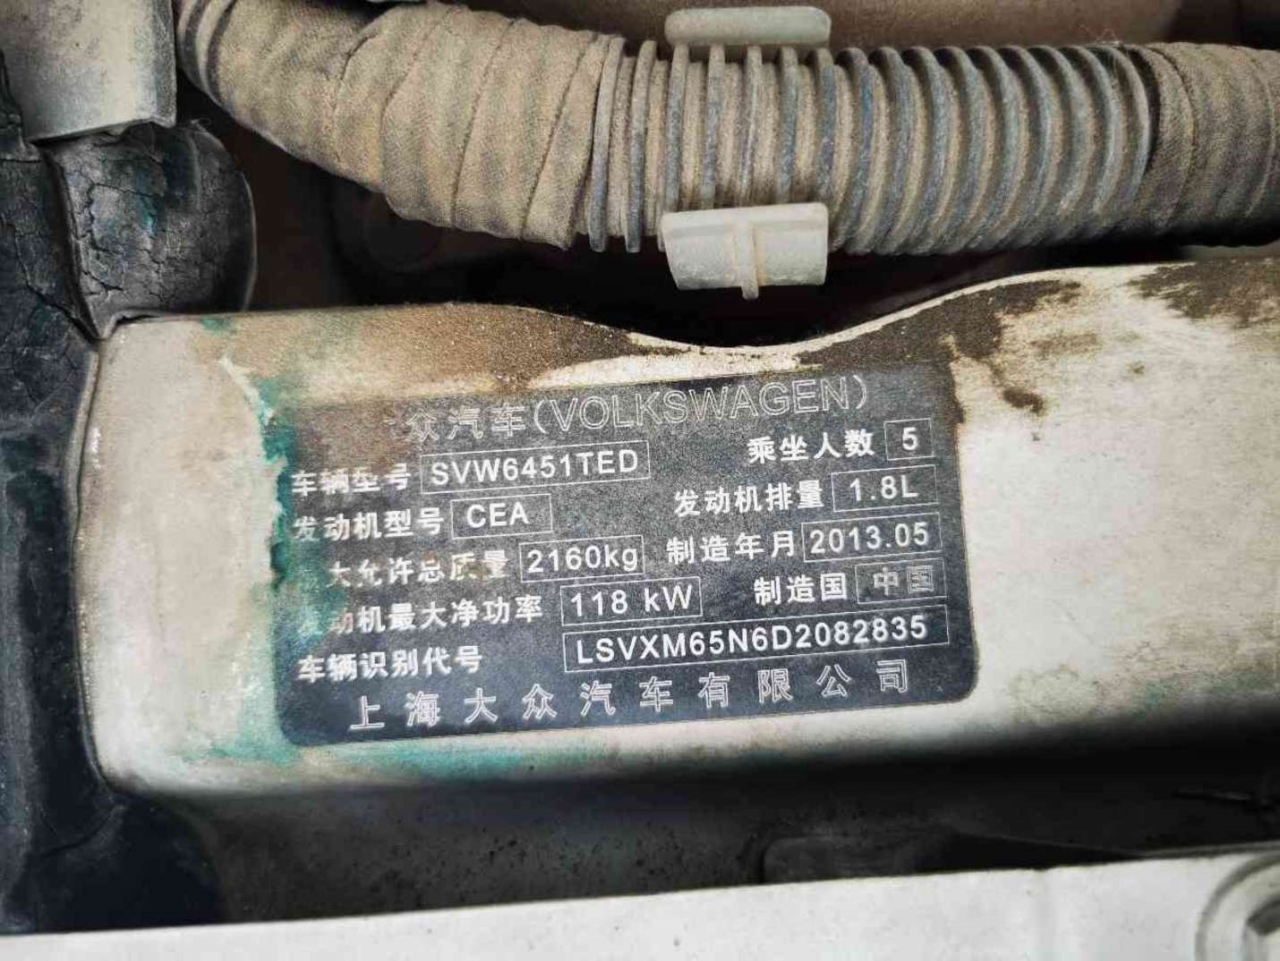 众汽车(VOLKSWAGEN)
车辆型号 SVW6451TED 乘坐人数 5
发动机型号 CEA 发动机排量 1.8L
大允许总质量 2160kg 制造年月 2013.05
动机最大净功率 118 kW 制造国 中国
车辆识别代号 LSVXM65N6D2082835
上海大众汽车有限公司